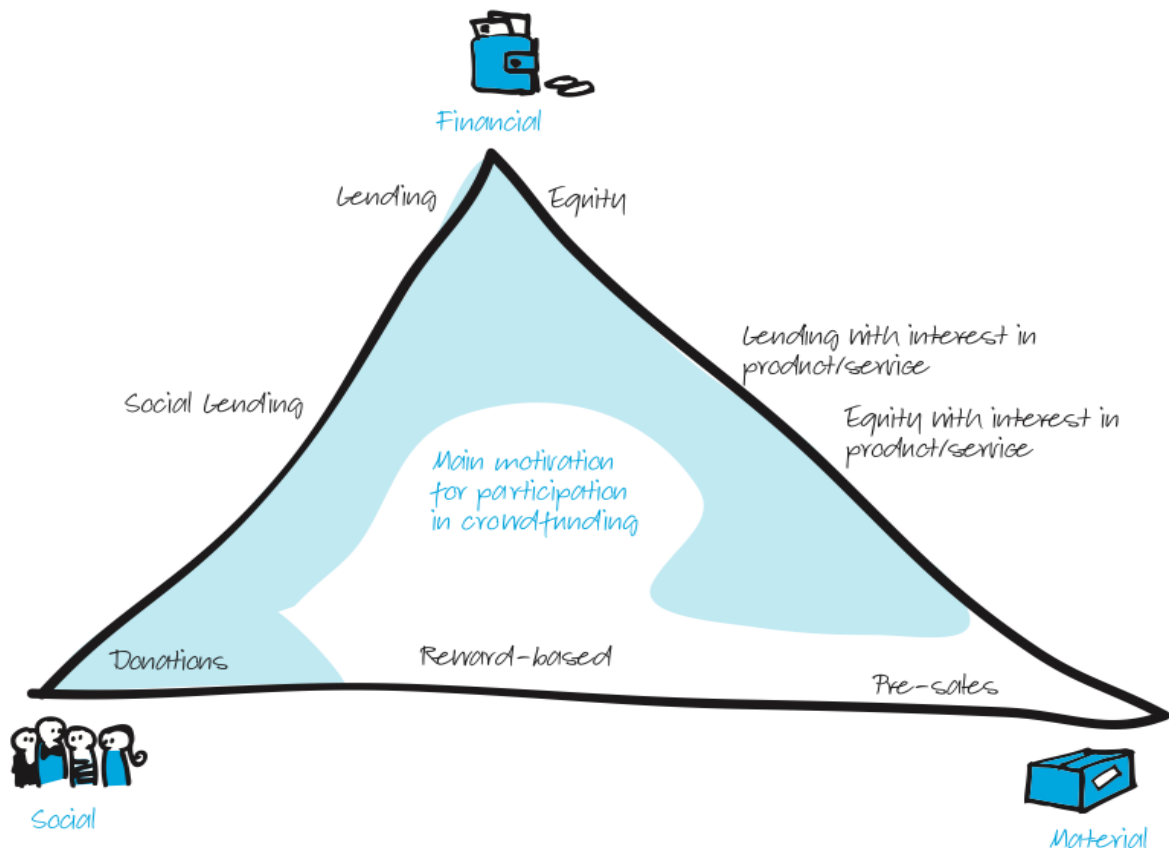 Financial
Lending
Equity
Lending with interest in
product/service
Social Lending
Equity with interest in
product/service
Main motivation
for participation
in crowdfunding
Donations
Reward-based
Pre-sales
Social
Material